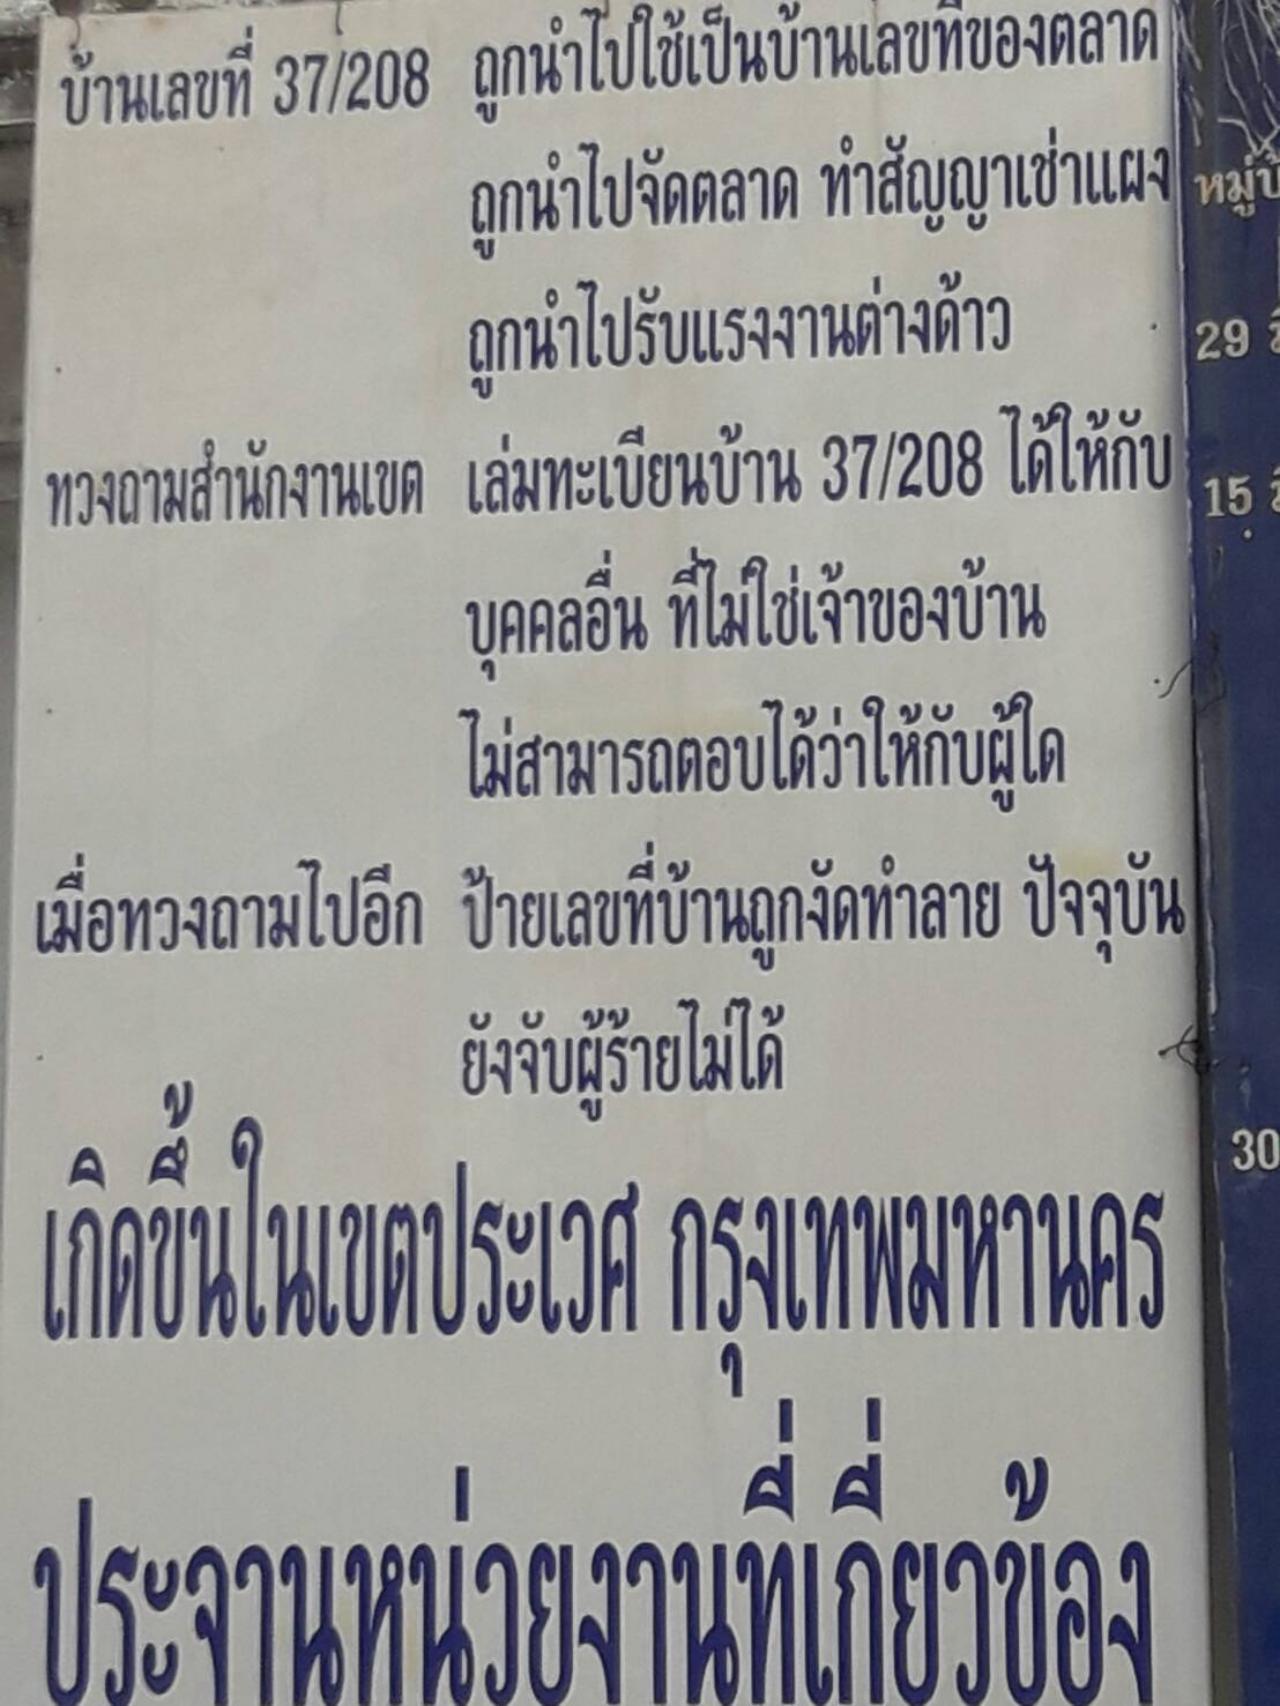 บ้านเลขที่ 37/208 ถูกนำไปใช้เป็นบ้านเลขที่ของตลาด
ถูกนำไปจัดตลาด ทำสัญญาเช่าแผง
ถูกนำไปรับแรงงานต่างด้าว
ทวงถามสำนักงานเขต เล่มทะเบียนบ้าน 37/208 ได้ให้กับ
บุคคลอื่น ที่ไม่ใช่เจ้าของบ้าน
ไม่สามารถตอบได้ว่าให้กับผู้ใด
เมื่อทวงถามไปอีก ป้ายเลขที่บ้านถูกงัดทำลาย ปัจจุบัน
ยังจับผู้ร้ายไม่ได้
เกิดขึ้นในเขตประเวศ กรุงเทพมหานคร
ประจานหน่วยงานที่เกี่ยวข้อง
29
15
30